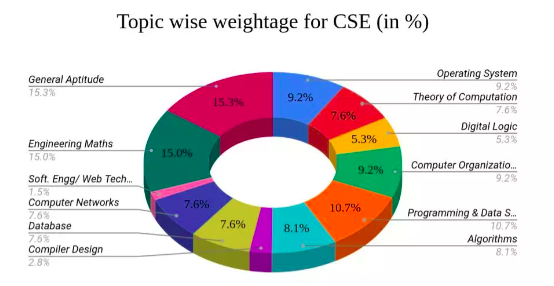 Topic wise weightage for CSE (in %)
General Aptitude
15.3%
Engineering Maths
15.0%
Soft. Engg/ Web Tech…
1.5%
Computer Networks
7.6%
Database
7.6%
Compiler Design
2.8%
Operating System
9.2%
Theory of Computation
7.6%
Digital Logic
5.3%
Computer Organizatio…
9.2%
Programming & Data S…
10.7%
Algorithms
8.1%
15.3%
9.2%
7.6%
5.3%
15.0%
9.2%
7.6%
10.7%
7.6%
8.1%